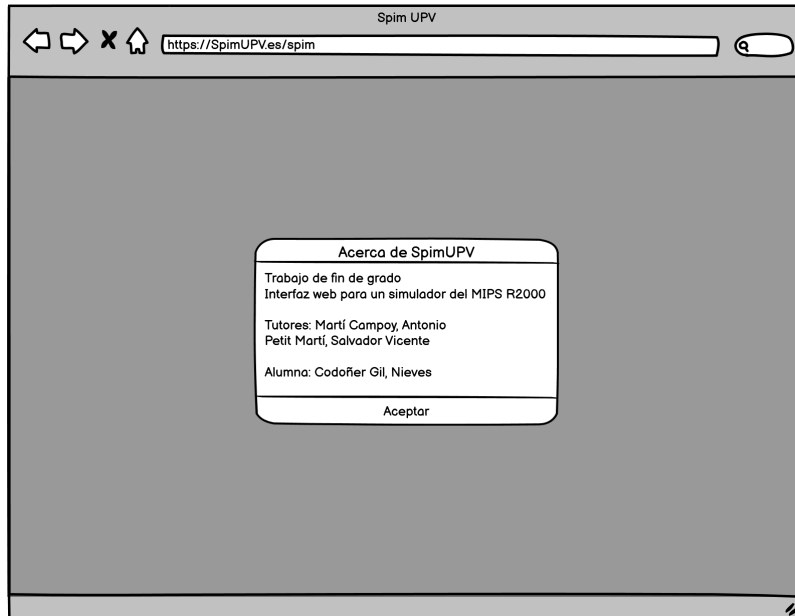 Spim UPV
https://SpimUPV.es/spim
Acerca de SpimUPV
Trabajo de fin de grado
Interfaz web para un simulador del MIPS R2000
Tutores: Martí Campoy, Antonio
Petit Martí, Salvador Vicente
Alumna: Codoñer Gil, Nieves
Aceptar